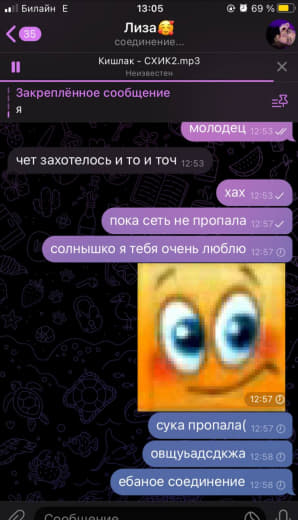 Билайн E 13:05 69 %
35 Лиза🥰
соединение...
Кишлак - СХИК2.mp3
Неизвестен
Закреплённое сообщение
я
молодец 12:53
чет захотелось и то и точ 12:53
хах 12:53
пока сеть не пропала 12:57
солнышко я тебя очень люблю 12:57
12:57
сука пропала( 12:57
овщуьадсдкжа 12:58
ебаное соединение 12:58
Сообщение